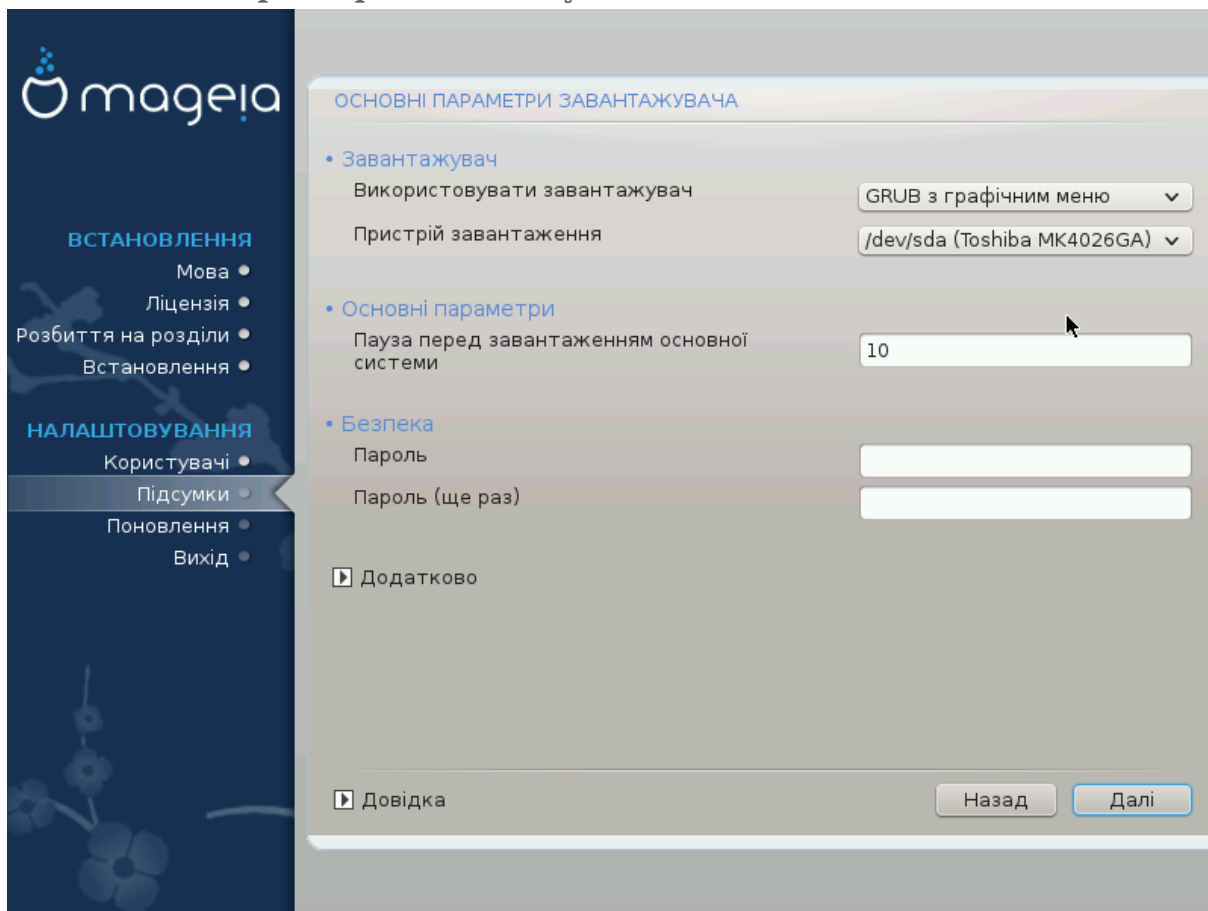 mageia
ВСТАНОВЛЕННЯ
Мова
Ліцензія
Розбиття на розділи
Встановлення
НАЛАШТОВУВАННЯ
Користувачі
Підсумки
Поновлення
Вихід
ОСНОВНІ ПАРАМЕТРИ ЗАВАНТАЖУВАЧА
• Завантажувач
Використовувати завантажувач
GRUB з графічним меню
Пристрій завантаження
/dev/sda (Toshiba MK4026GA)
• Основні параметри
Пауза перед завантаженням основної
системи
10
• Безпека
Пароль
Пароль (ще раз)
Додатково
Довідка
Назад
Далі